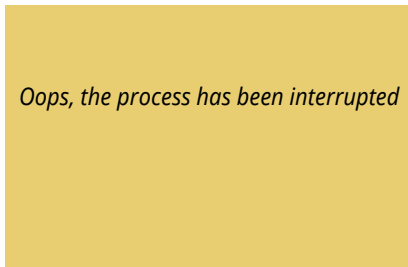 Oops, the process has been interrupted